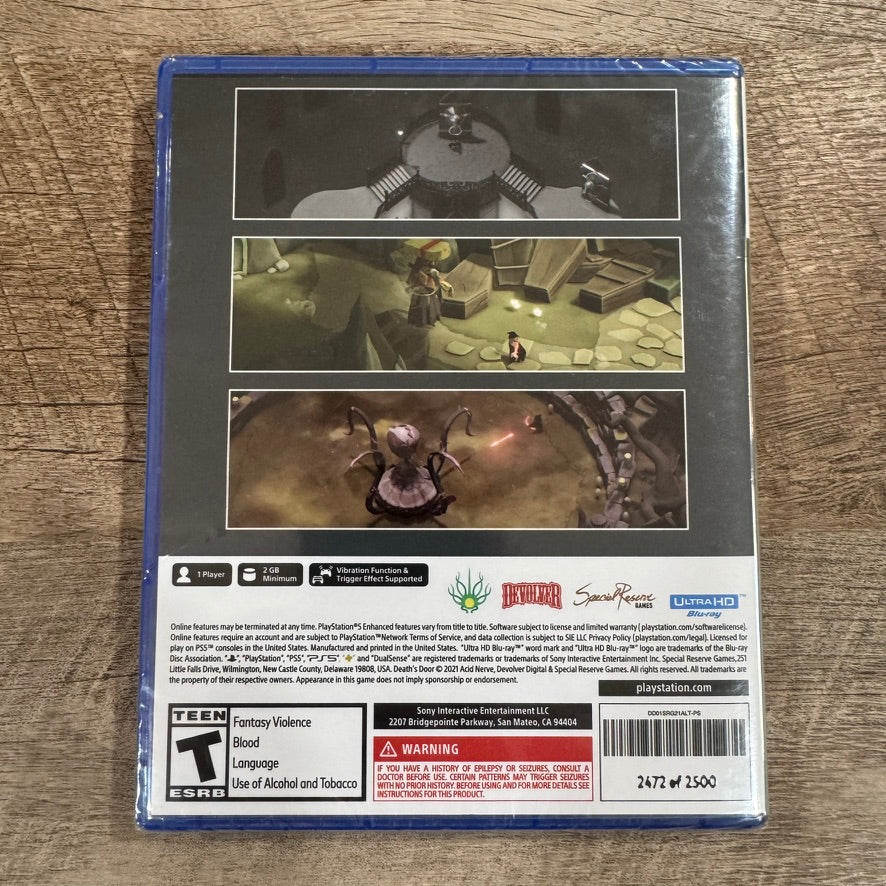 1 Player
2 GB
Minimum
Vibration Function &
Trigger Effect Supported
DEVOLVER
Special Reserve
GAMES
ULTRA HD™
Blu-ray
Online features may be terminated at any time. PlayStation®5 Enhanced features vary from title to title. Software subject to license and limited warranty (playstation.com/softwarelicense).
Online features require an account and are subject to PlayStation™Network Terms of Service, and data collection is subject to SIE LLC Privacy Policy (playstation.com/legal). Licensed for
play on PS5™ consoles in the United States. Manufactured and printed in the United States. "Ultra HD Blu-ray™" word mark and "Ultra HD Blu-ray™" logo are trademarks of the Blu-ray
Disc Association. "", "PlayStation", "PS5", "PS5", "" and "DualSense" are registered trademarks or trademarks of Sony Interactive Entertainment Inc. Special Reserve Games, 251
Little Falls Drive, Wilmington, New Castle County, Delaware 19808, USA. Death's Door © 2021 Acid Nerve, Devolver Digital & Special Reserve Games. All rights reserved. All trademarks are
the property of their respective owners. Appearance in this game does not imply sponsorship or endorsement.
playstation.com
TEEN
T
ESRB
Fantasy Violence
Blood
Language
Use of Alcohol and Tobacco
Sony Interactive Entertainment LLC
2207 Bridgepointe Parkway, San Mateo, CA 94404
WARNING
IF YOU HAVE A HISTORY OF EPILEPSY OR SEIZURES, CONSULT A
DOCTOR BEFORE USE. CERTAIN PATTERNS MAY TRIGGER SEIZURES
WITH NO PRIOR HISTORY. BEFORE USING AND FOR MORE DETAILS SEE
INSTRUCTIONS FOR THIS PRODUCT.
DD01SRG21ALT-PS
2472 of 2500